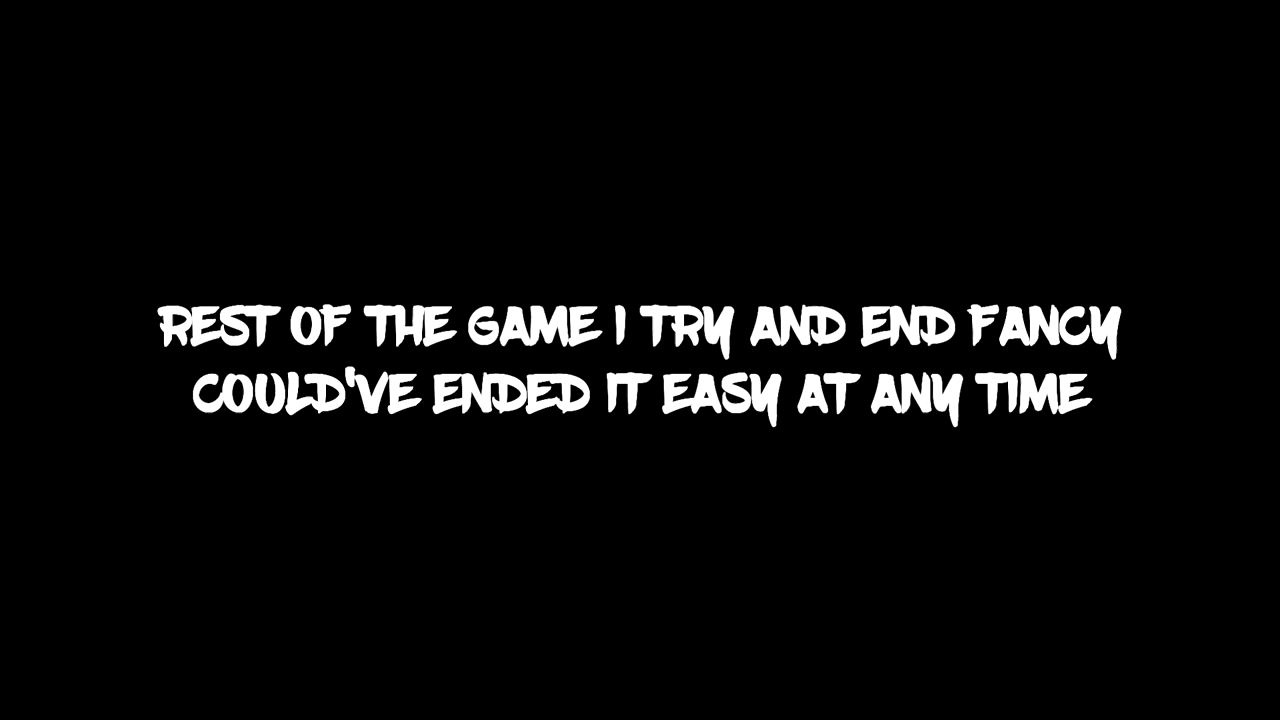 REST OF THE GAME I TRY AND END FANCY
COULD'VE ENDED IT EASY AT ANY TIME